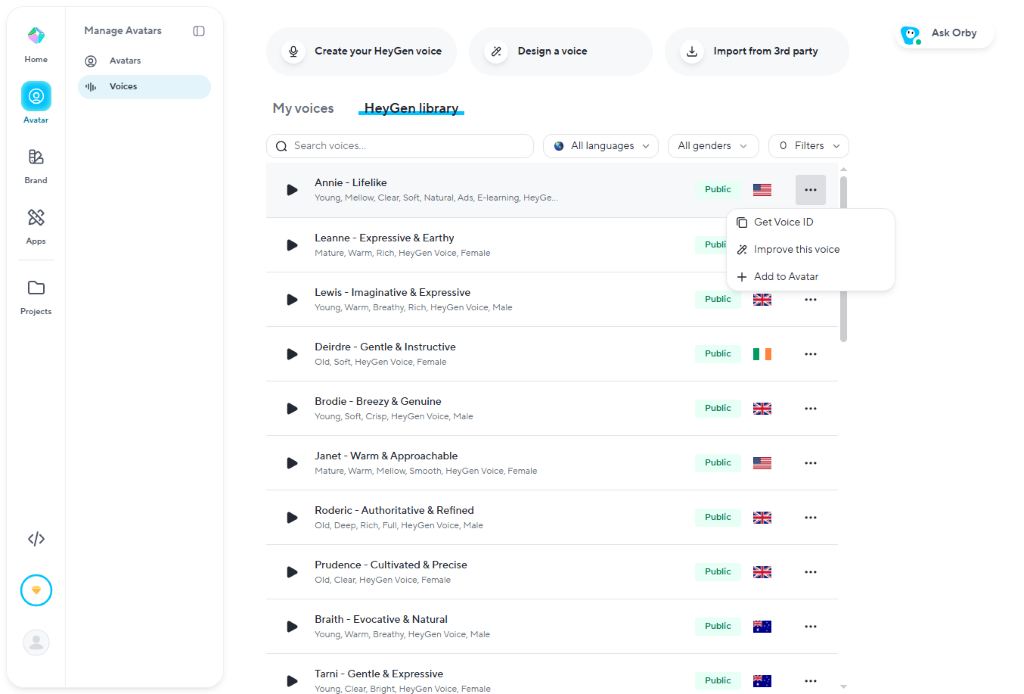 Home
Avatar
Brand
Apps
Projects
Manage Avatars
Avatars
Voices
Create your HeyGen voice
Design a voice
Import from 3rd party
Ask Orby
My voices
HeyGen library
Search voices...
All languages
All genders
0 Filters
Annie - Lifelike
Young, Mellow, Clear, Soft, Natural, Ads, E-learning, HeyGe...
Public
Get Voice ID
Improve this voice
Add to Avatar
Leanne - Expressive & Earthy
Mature, Warm, Rich, HeyGen Voice, Female
Publi
Lewis - Imaginative & Expressive
Young, Warm, Breathy, Rich, HeyGen Voice, Male
Public
Deirdre - Gentle & Instructive
Old, Soft, HeyGen Voice, Female
Public
Brodie - Breezy & Genuine
Young, Soft, Crisp, HeyGen Voice, Male
Public
Janet - Warm & Approachable
Mature, Warm, Mellow, Smooth, HeyGen Voice, Female
Public
Roderic - Authoritative & Refined
Old, Deep, Rich, Full, HeyGen Voice, Male
Public
Prudence - Cultivated & Precise
Old, Clear, HeyGen Voice, Female
Public
Braith - Evocative & Natural
Young, Warm, Breathy, HeyGen Voice, Male
Public
Tarni - Gentle & Expressive
Young, Clear, Bright, HeyGen Voice, Female
Public